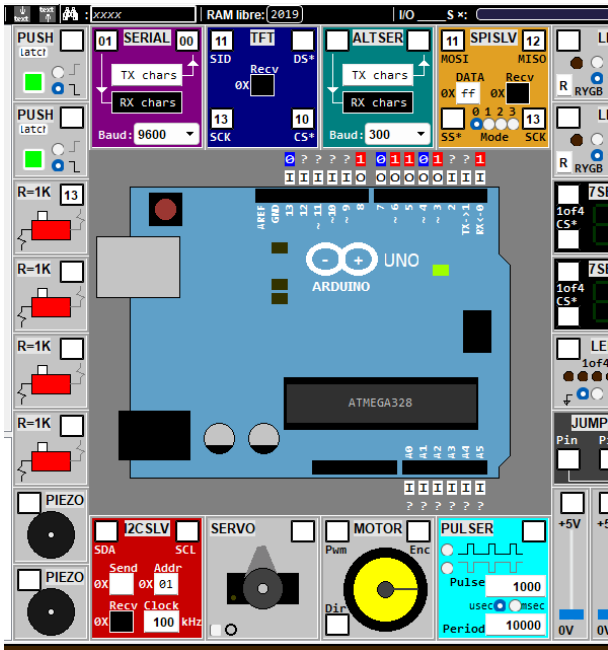 text text xxxx RAM libre: 2019 I/O ____S ×:
PUSH
Latch
PUSH
Latch
R=1K 13
R=1K
R=1K
R=1K
PIEZO
PIEZO
01 SERIAL 00
TX chars
RX chars
Baud: 9600
11 TFT
SID DS*
Recv
0X
13 10
SCK CS*
ALTSER
TX chars
RX chars
Baud: 300
11 SPISLV 12
MOSI MISO
DATA Recv
0X ff 0X
0 1 2 3 13
SS* Mode SCK
0 ? ? ? ? 1 0 1 1 0 1 ? ? 1
I I I I I O O O O O O I I I
AREF
GND
13
12
~ 11
~ 10
~ 9
8
7
~ 6
5
~ 4
~ 3
2
TX->1
RX<-0
UNO
ARDUINO
ATMEGA328
A0
A1
A2
A3
A4
A5
I I I I I I
? ? ? ? ? ?
I2CSLV
SDA SCL
Send Addr
0X 0X 01
Recv Clock
0X 100 kHz
SERVO
MOTOR
Pwm Enc
Dir
PULSER
Pulse 1000
usec msec
Period 10000
LE
R RYGB
LE
R RYGB
7SE
1of4
CS*
7SE
1of4
CS*
LE
1of4
JUMP
Pin Pi
+5V +5
0V 0V